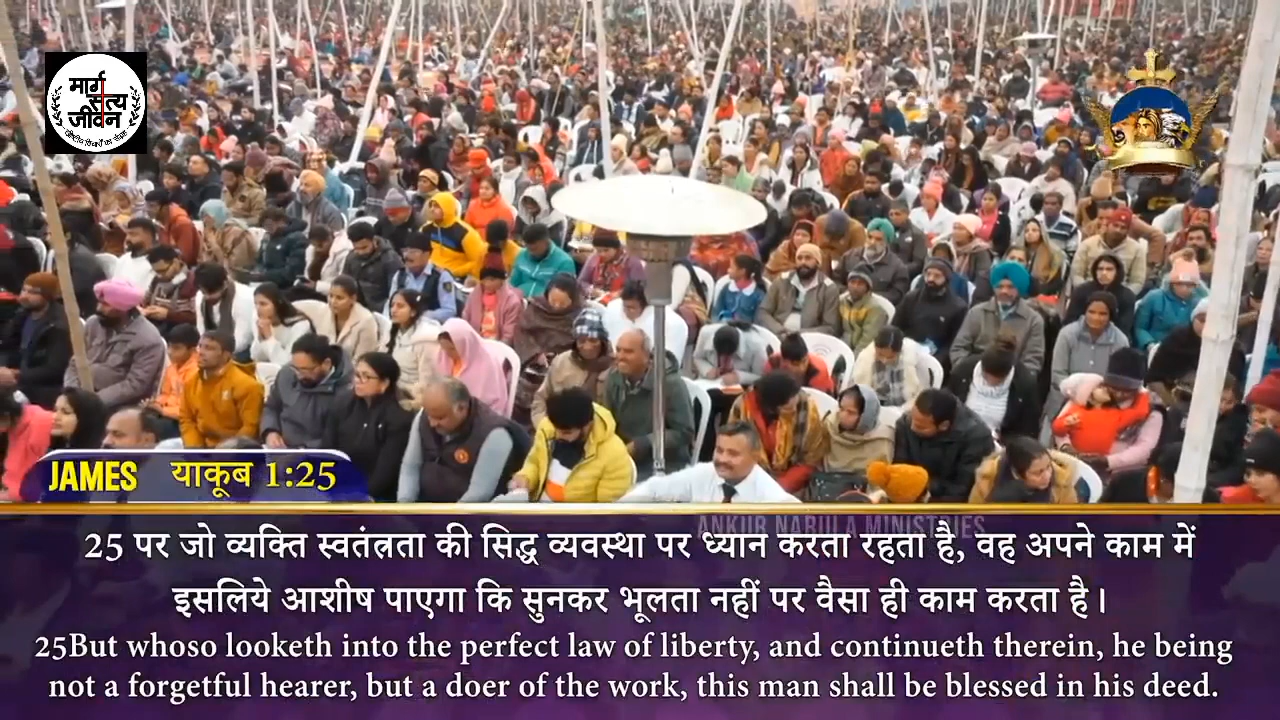 मार्ग
सत्य
जीवन
JAMES याकूब 1:25
ANKUR NARULA MINISTRIES
25 पर जो व्यक्ति स्वतंत्रता की सिद्ध व्यवस्था पर ध्यान करता रहता है, वह अपने काम में
इसलिये आशीष पाएगा कि सुनकर भूलता नहीं पर वैसा ही काम करता है।
25But whoso looketh into the perfect law of liberty, and continueth therein, he being
not a forgetful hearer, but a doer of the work, this man shall be blessed in his deed.